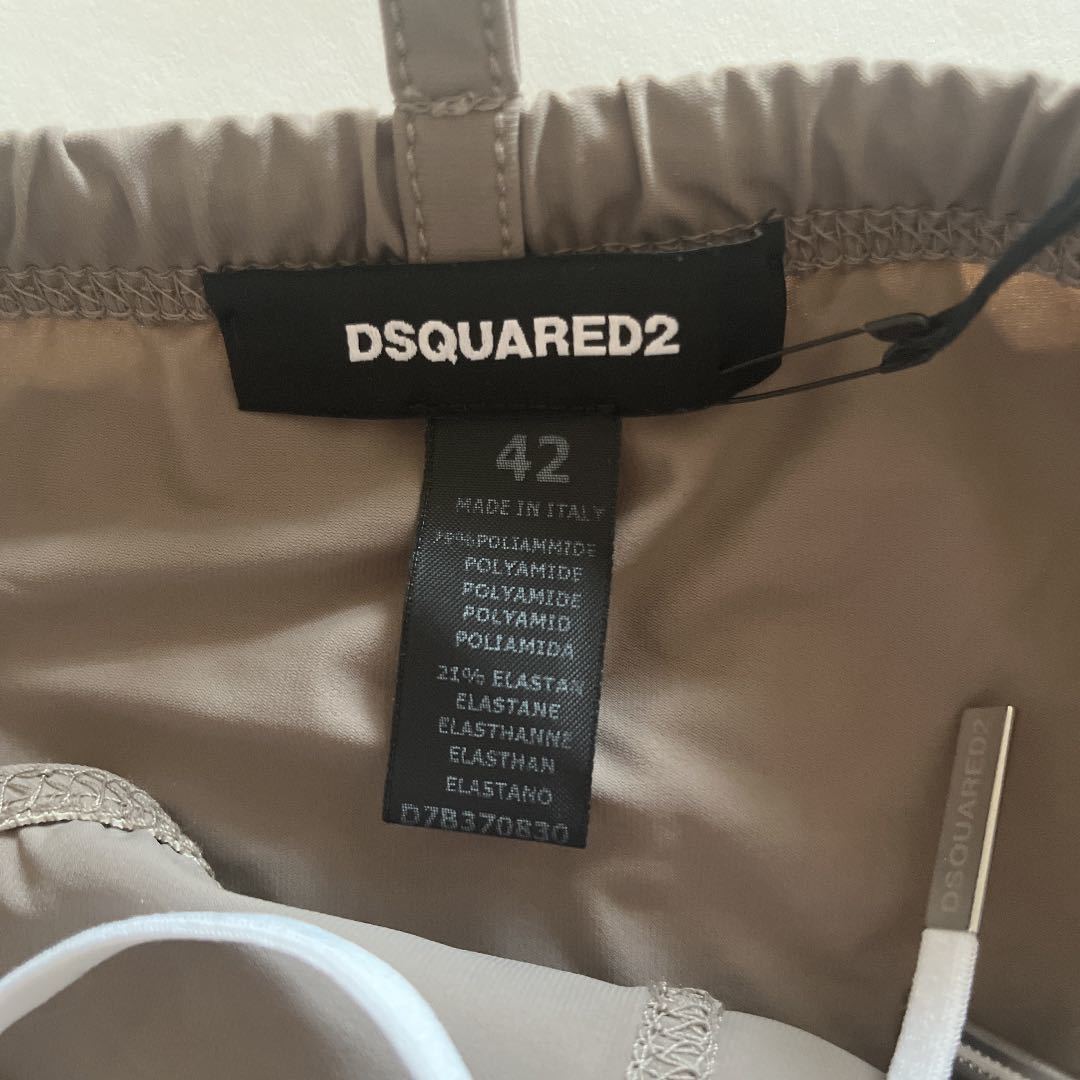 DSQUARED2
42
MADE IN ITALY
POLIAMMIDE
POLYAMIDE
POLYAMIDE
POLYAMID
POLIAMIDA
21% ELASTAN
ELASTANE
ELASTHANNE
ELASTHAN
ELASTANO
D7B370830
DSQUARED2